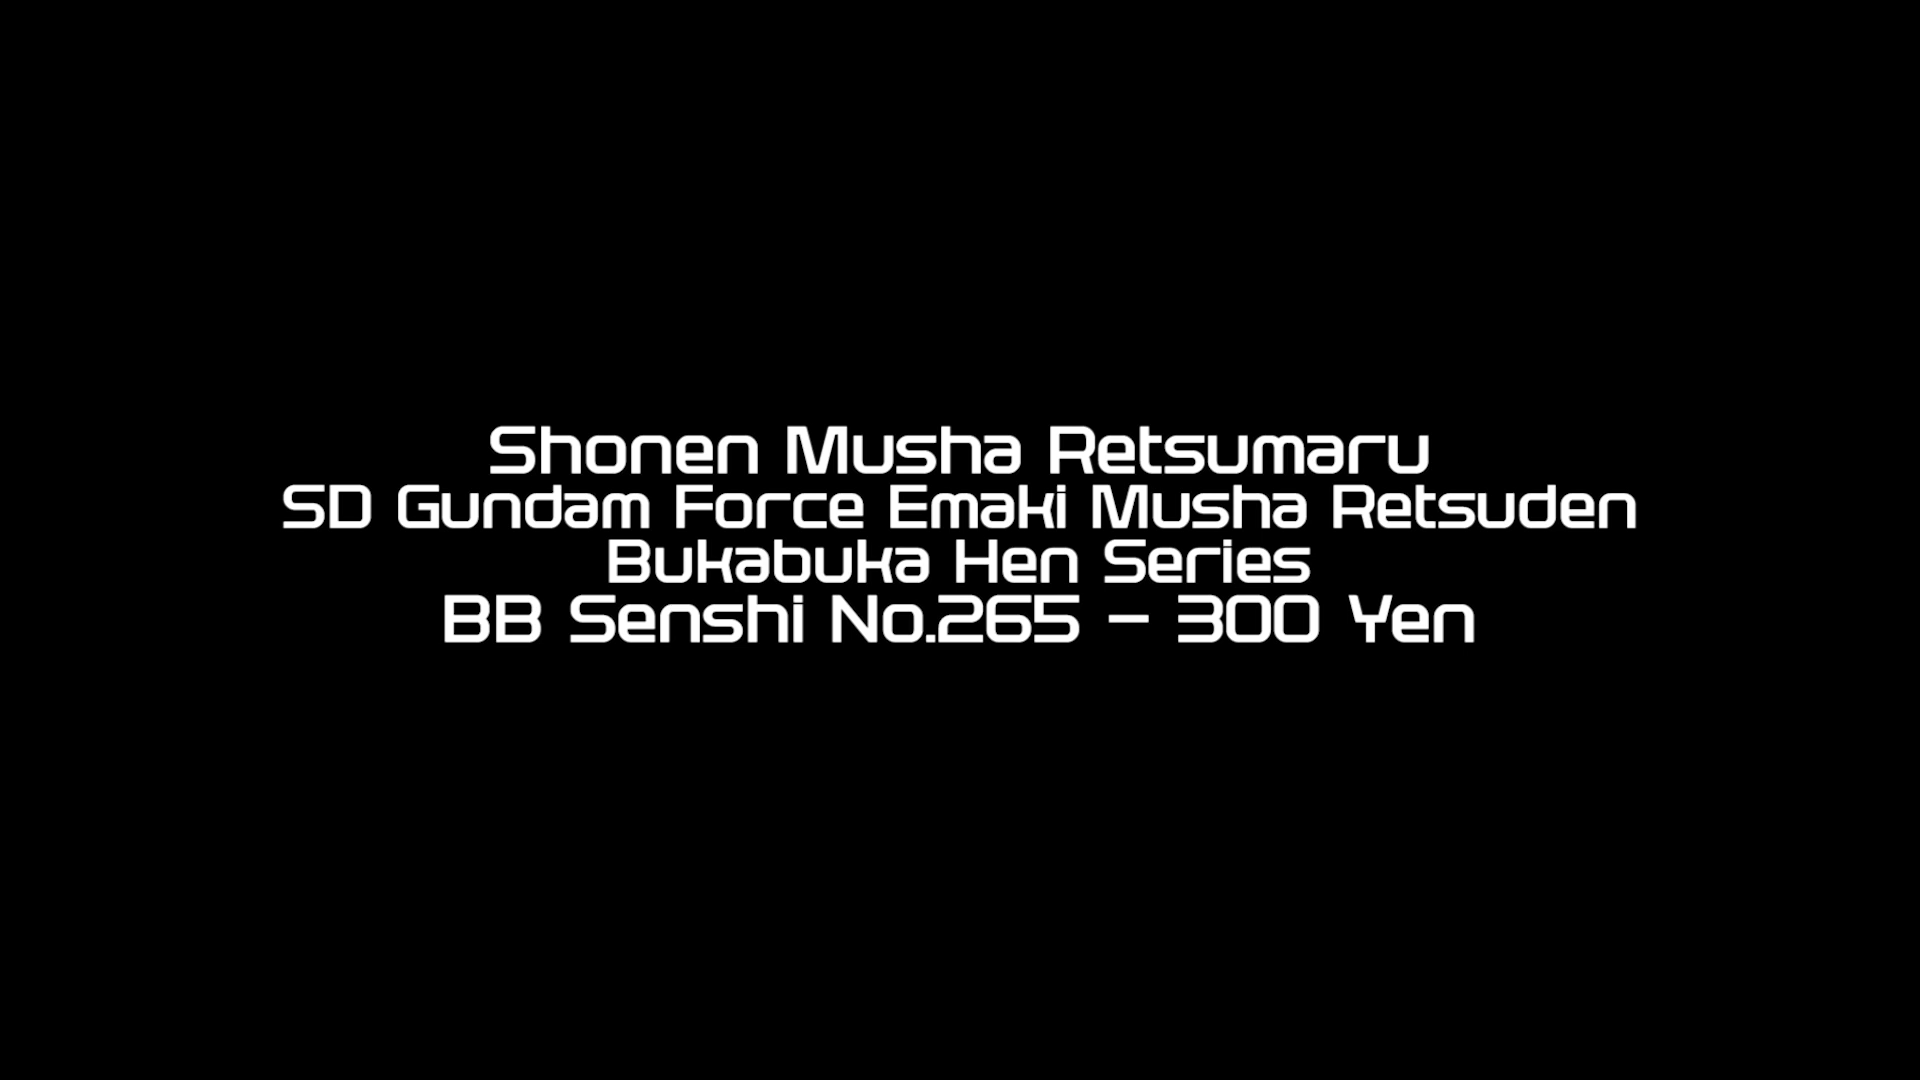 Shonen Musha Retsumaru
SD Gundam Force Emaki Musha Retsuden
Bukabuka Hen Series
BB Senshi No.265 - 300 Yen